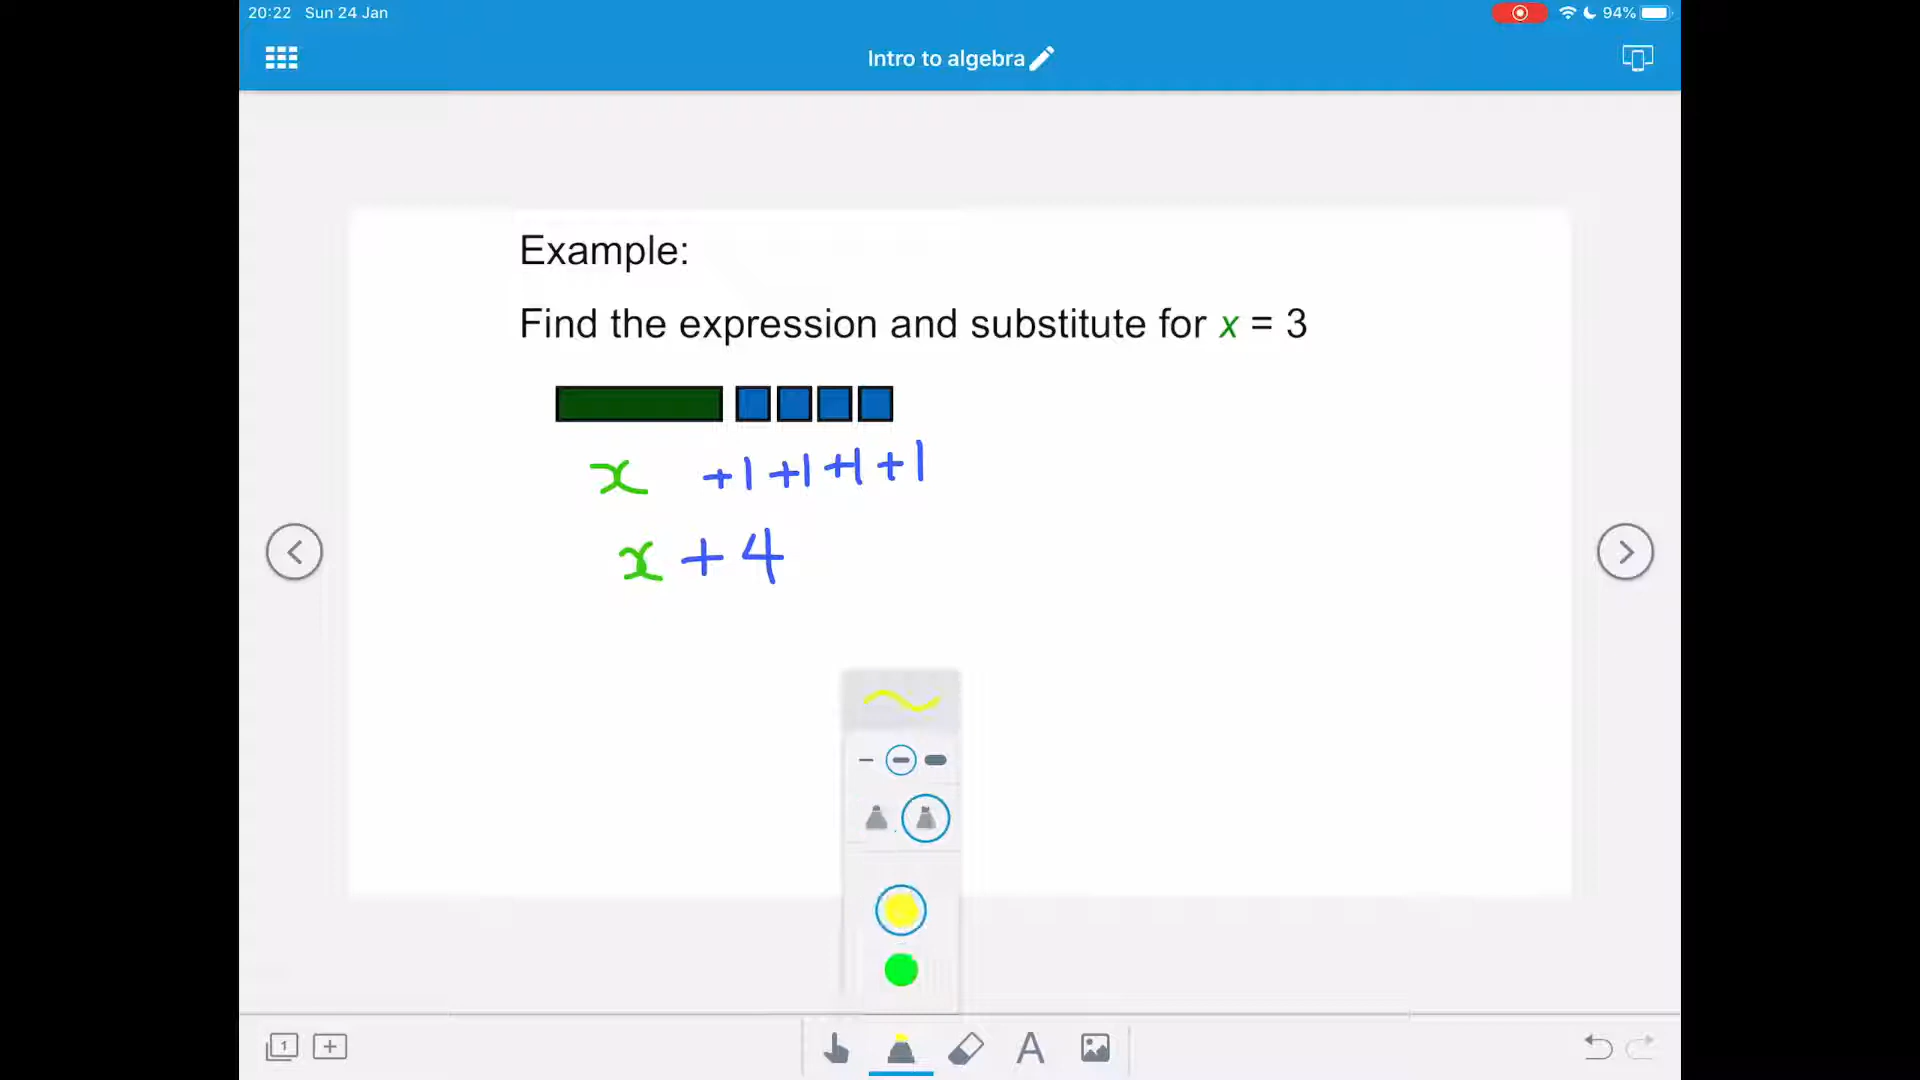 20:22 Sun 24 Jan
94%
Intro to algebra
Example:
Find the expression and substitute for x = 3
x +1+1+1+1
x + 4
1
A